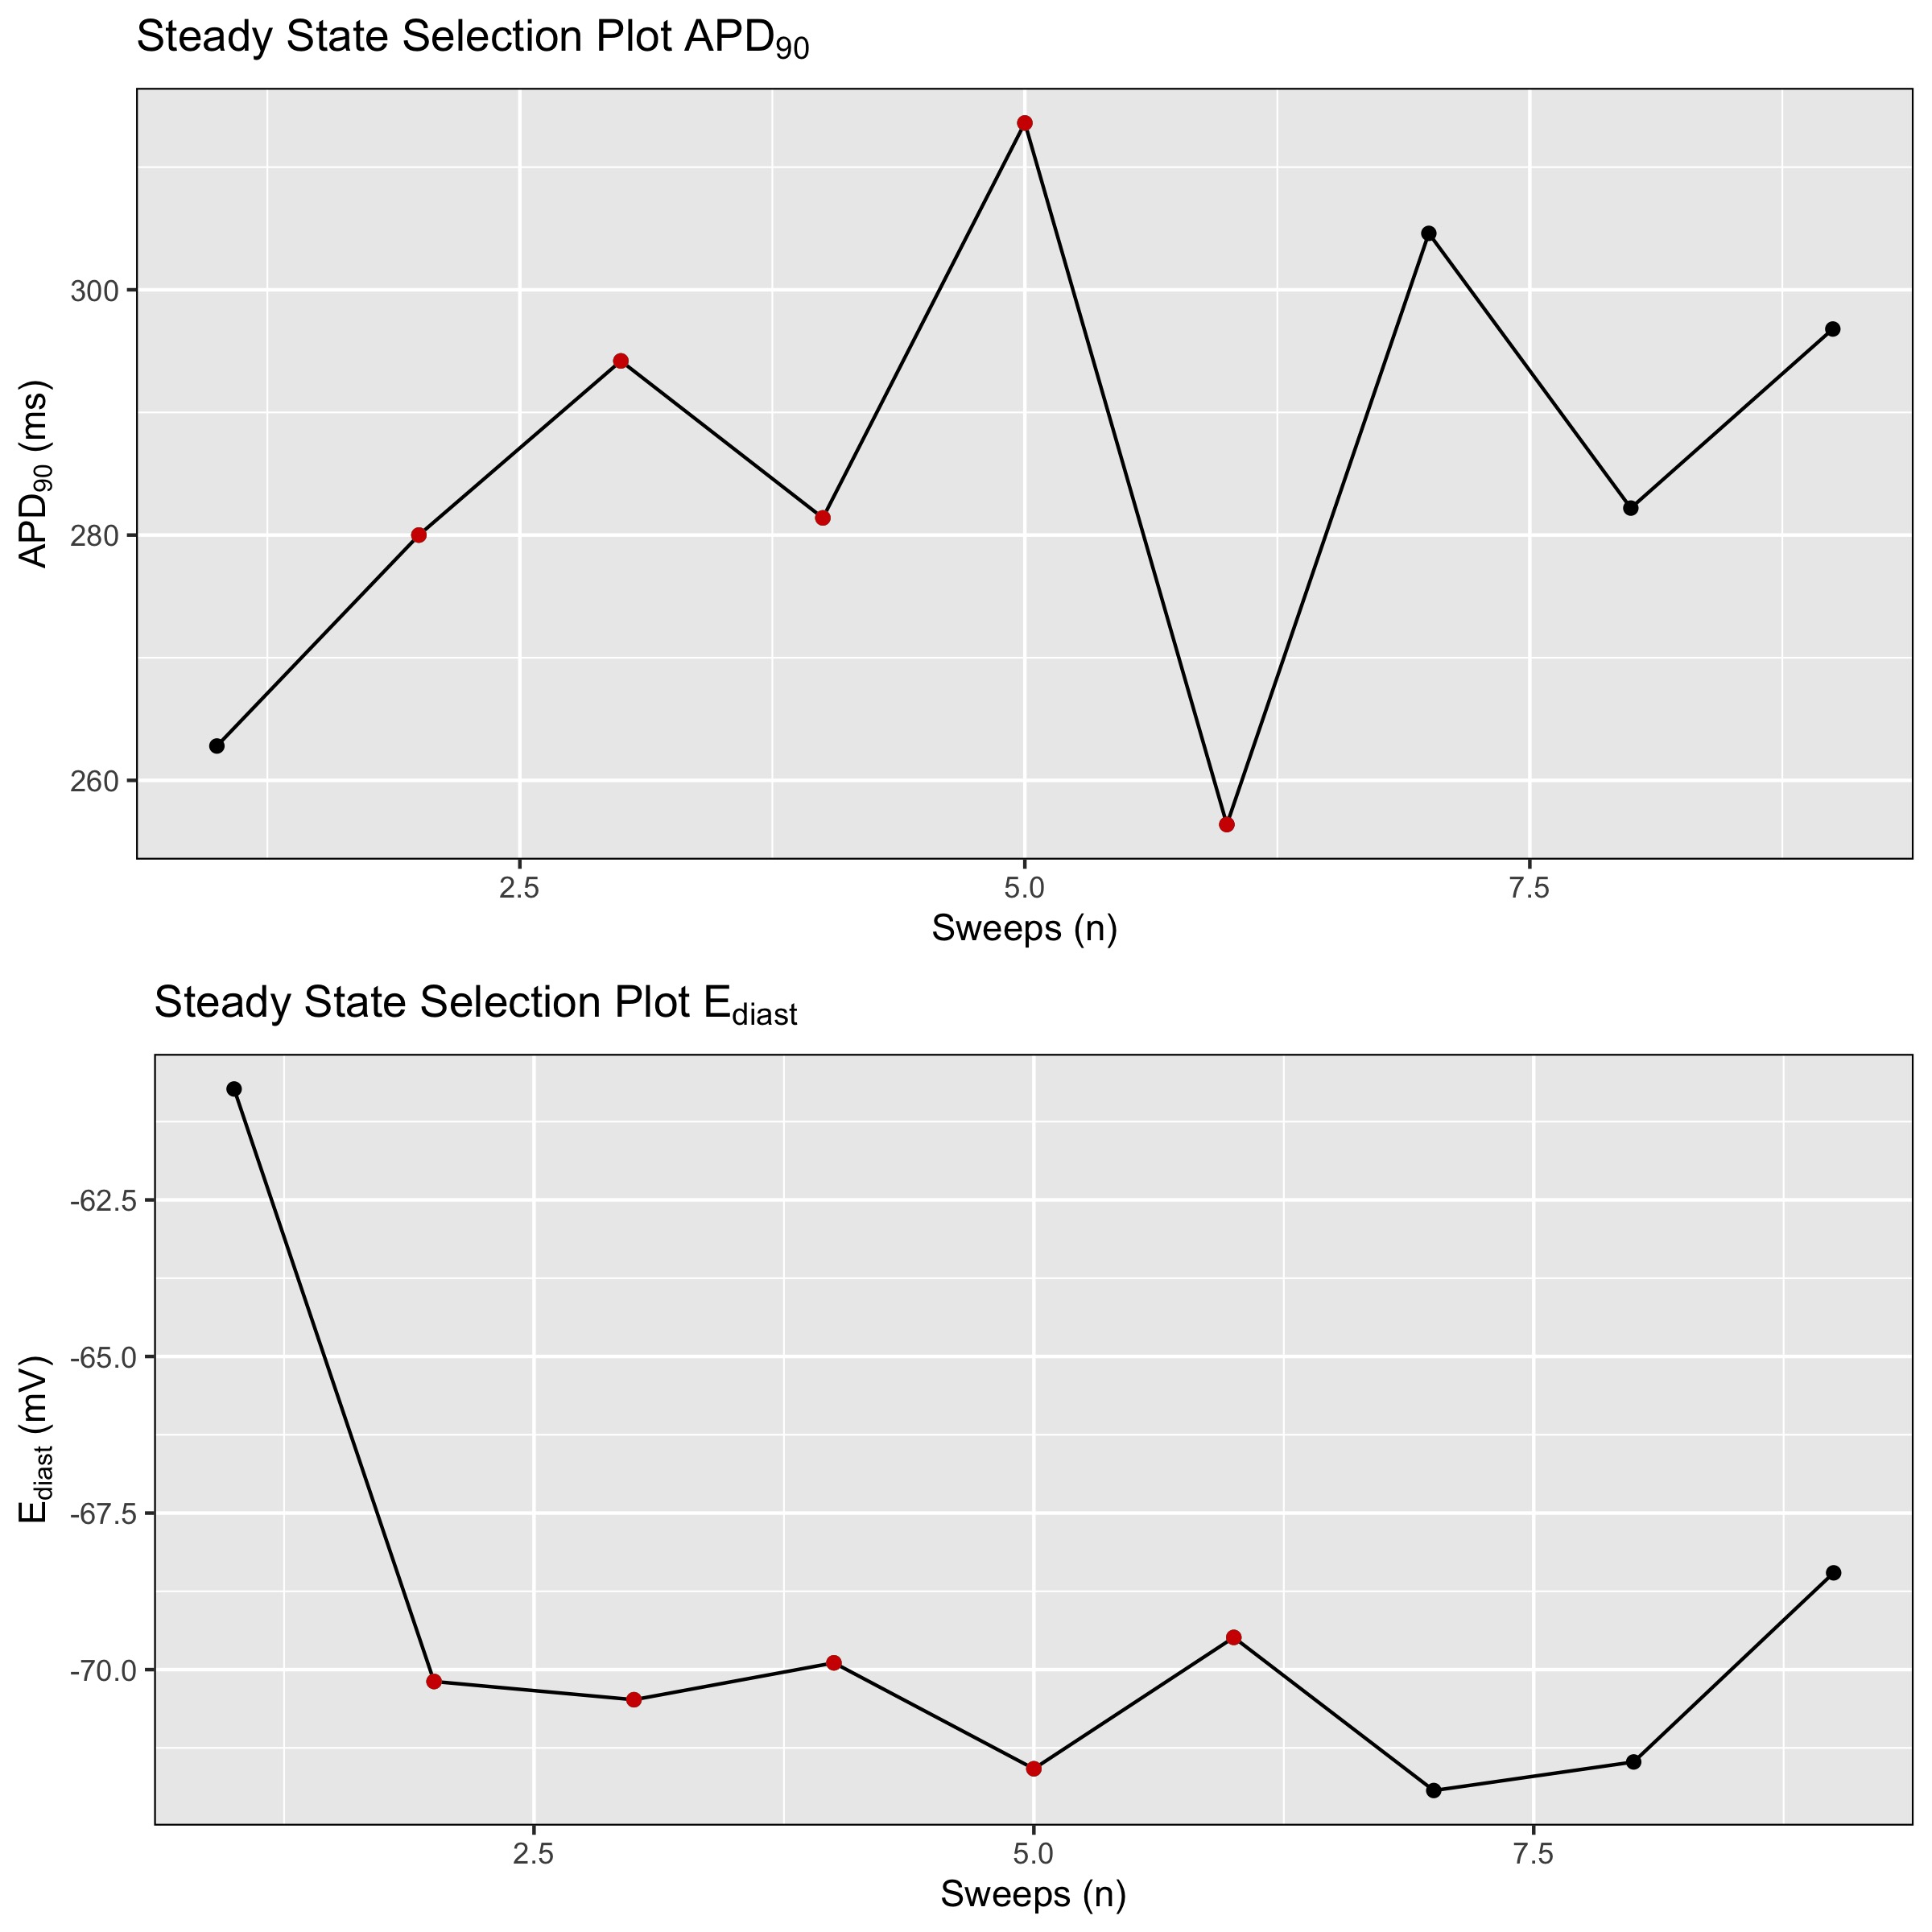 Steady State Selection Plot APD90
300
280
260
APD90 (ms)
2.5 5.0 7.5
Sweeps (n)
Steady State Selection Plot Ediast
-62.5
-65.0
-67.5
-70.0
Ediast (mV)
2.5 5.0 7.5
Sweeps (n)